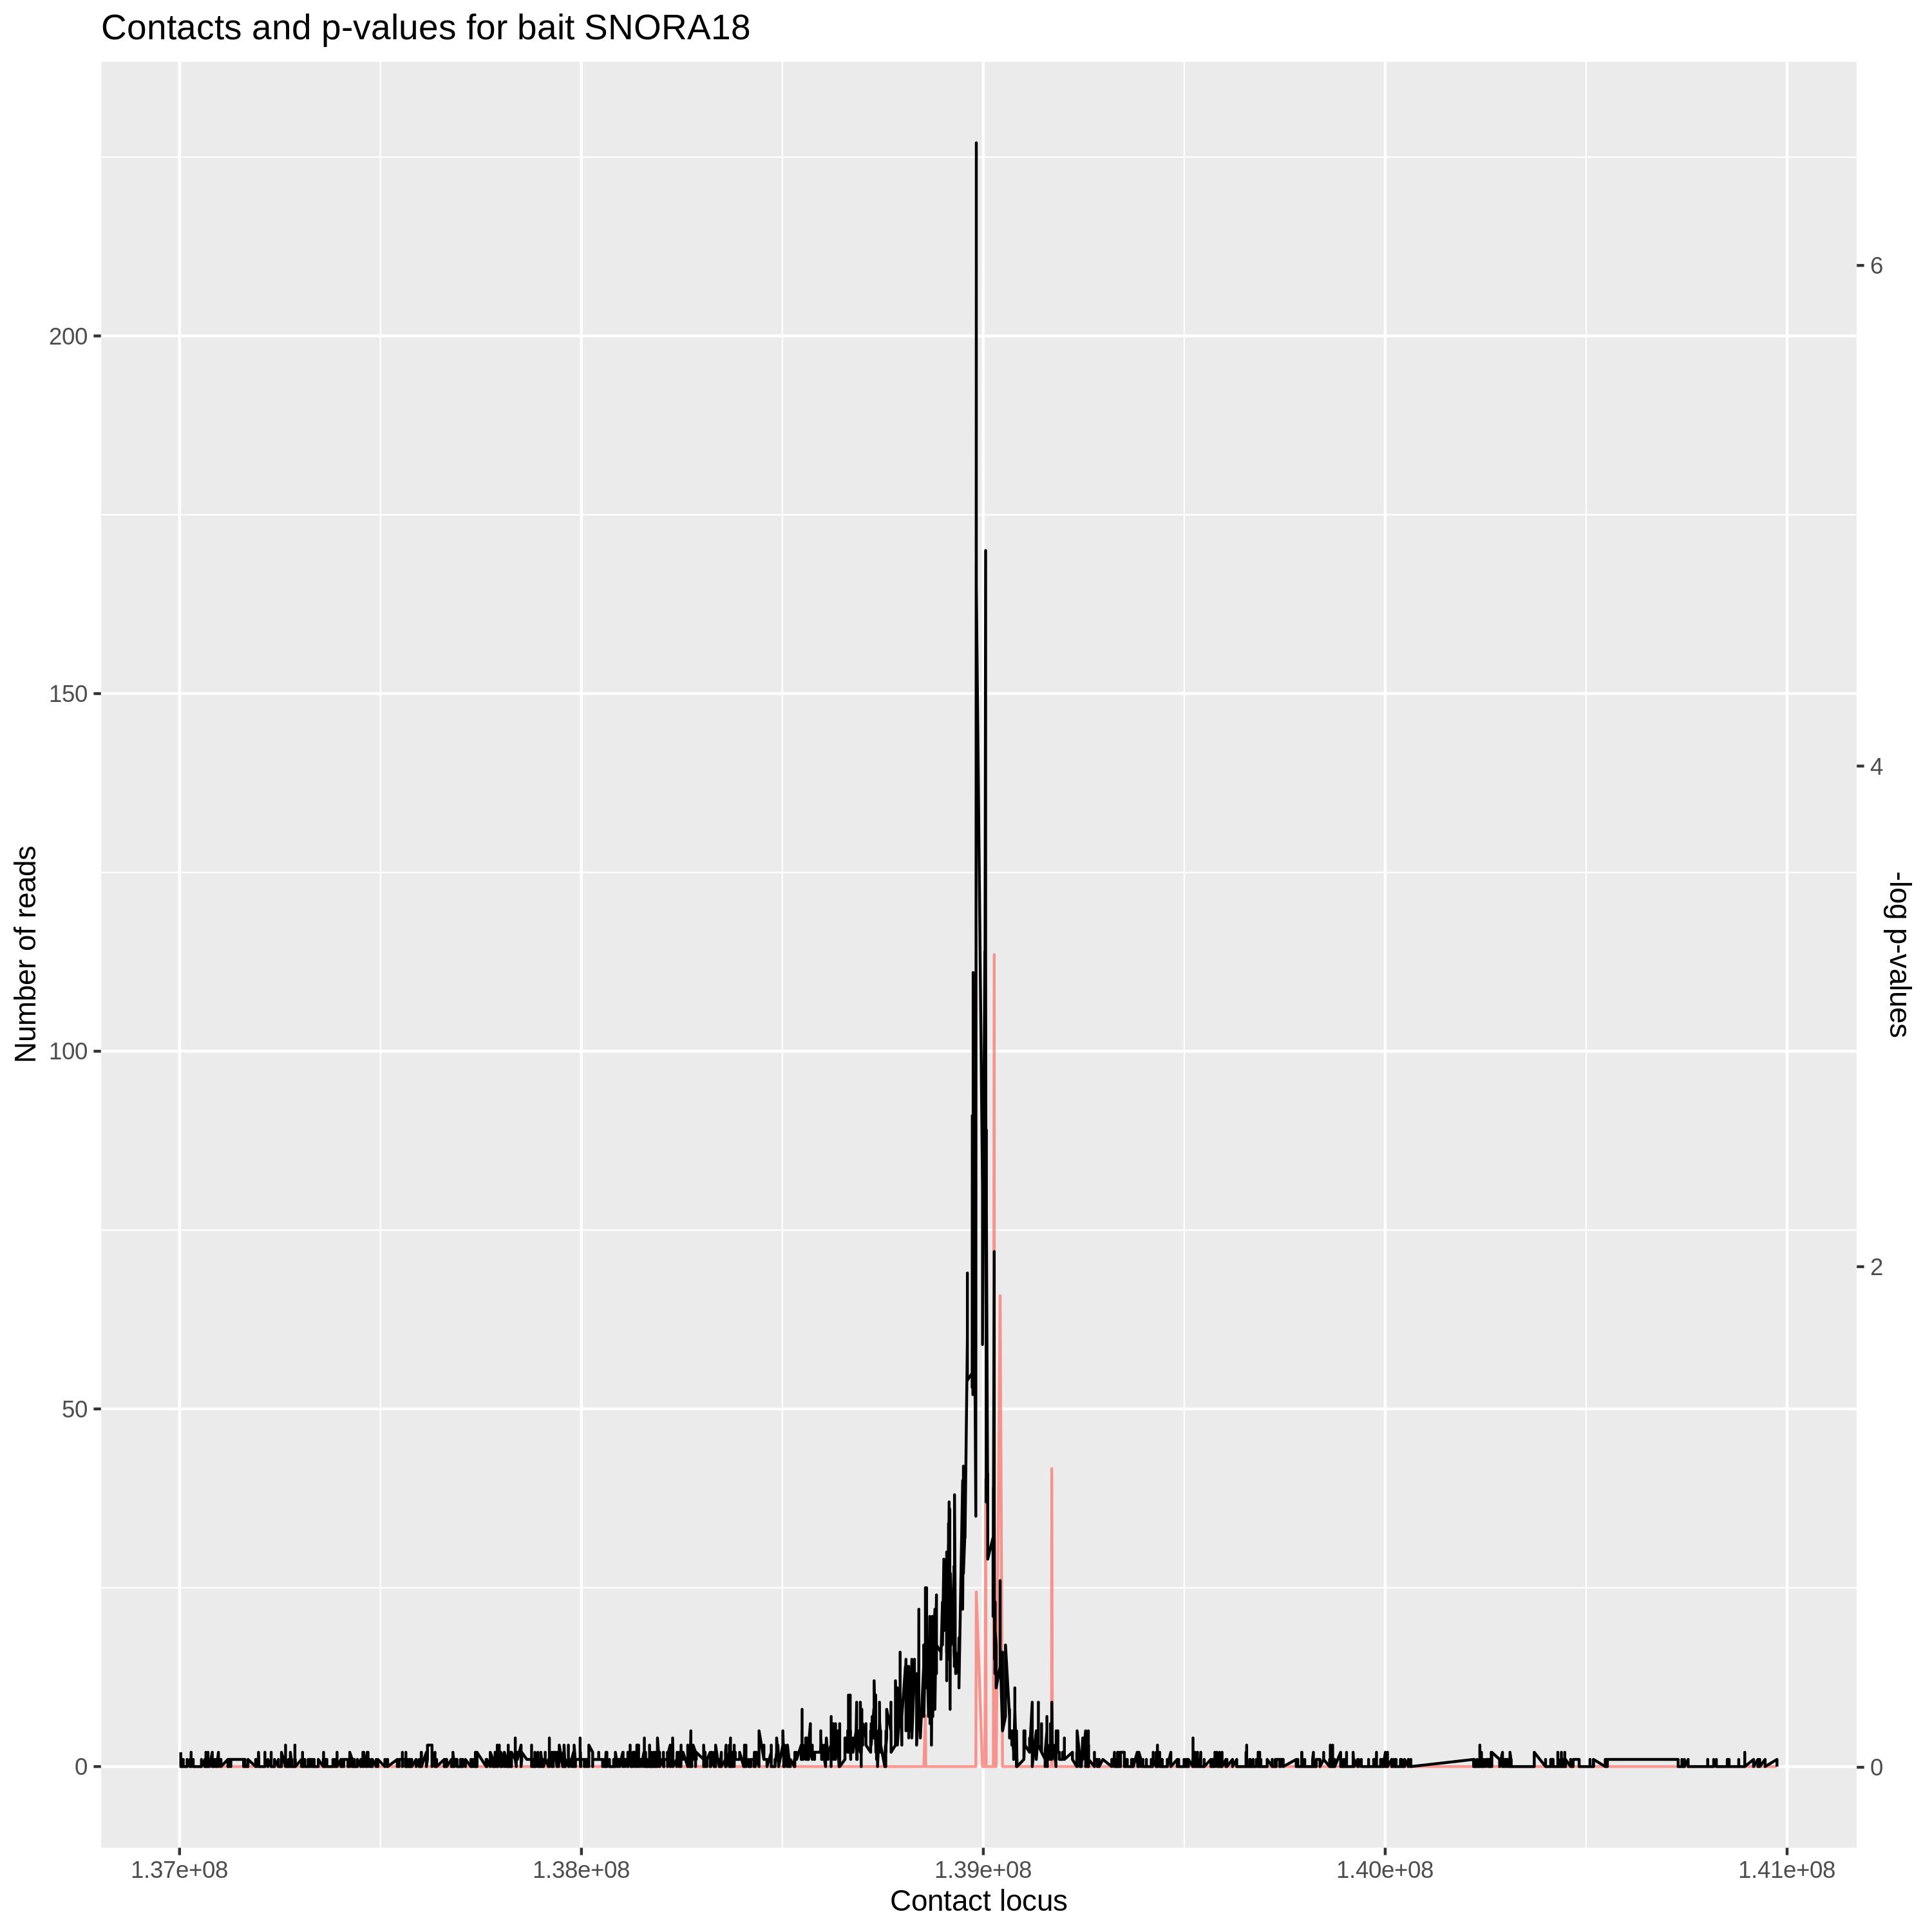 Contacts and p-values for bait SNORA18
Number of reads
200
150
100
50
0
6
4
2
0
-log p-values
1.37e+08
1.38e+08
1.39e+08
1.40e+08
1.41e+08
Contact locus